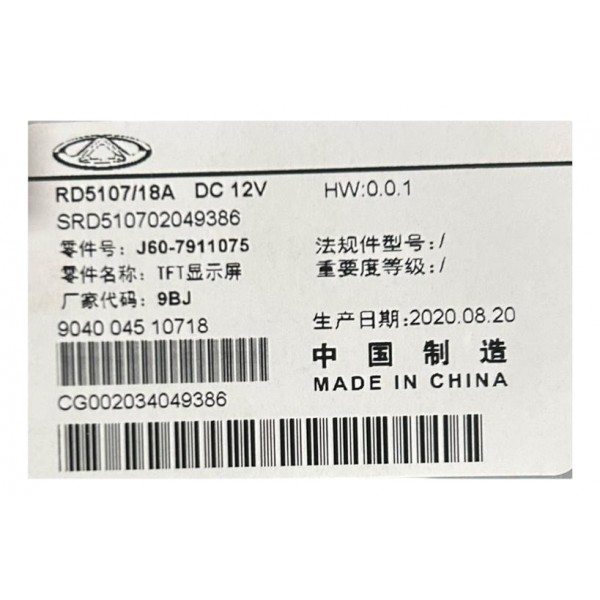 RD5107/18A DC 12V HW:0.0.1
SRD510702049386
零件号: J60-7911075 法规件型号:/
零件名称: TFT显示屏 重要度等级:/
厂家代码: 9BJ
9040 045 10718 生产日期:2020.08.20
中国制造
MADE IN CHINA
CG002034049386